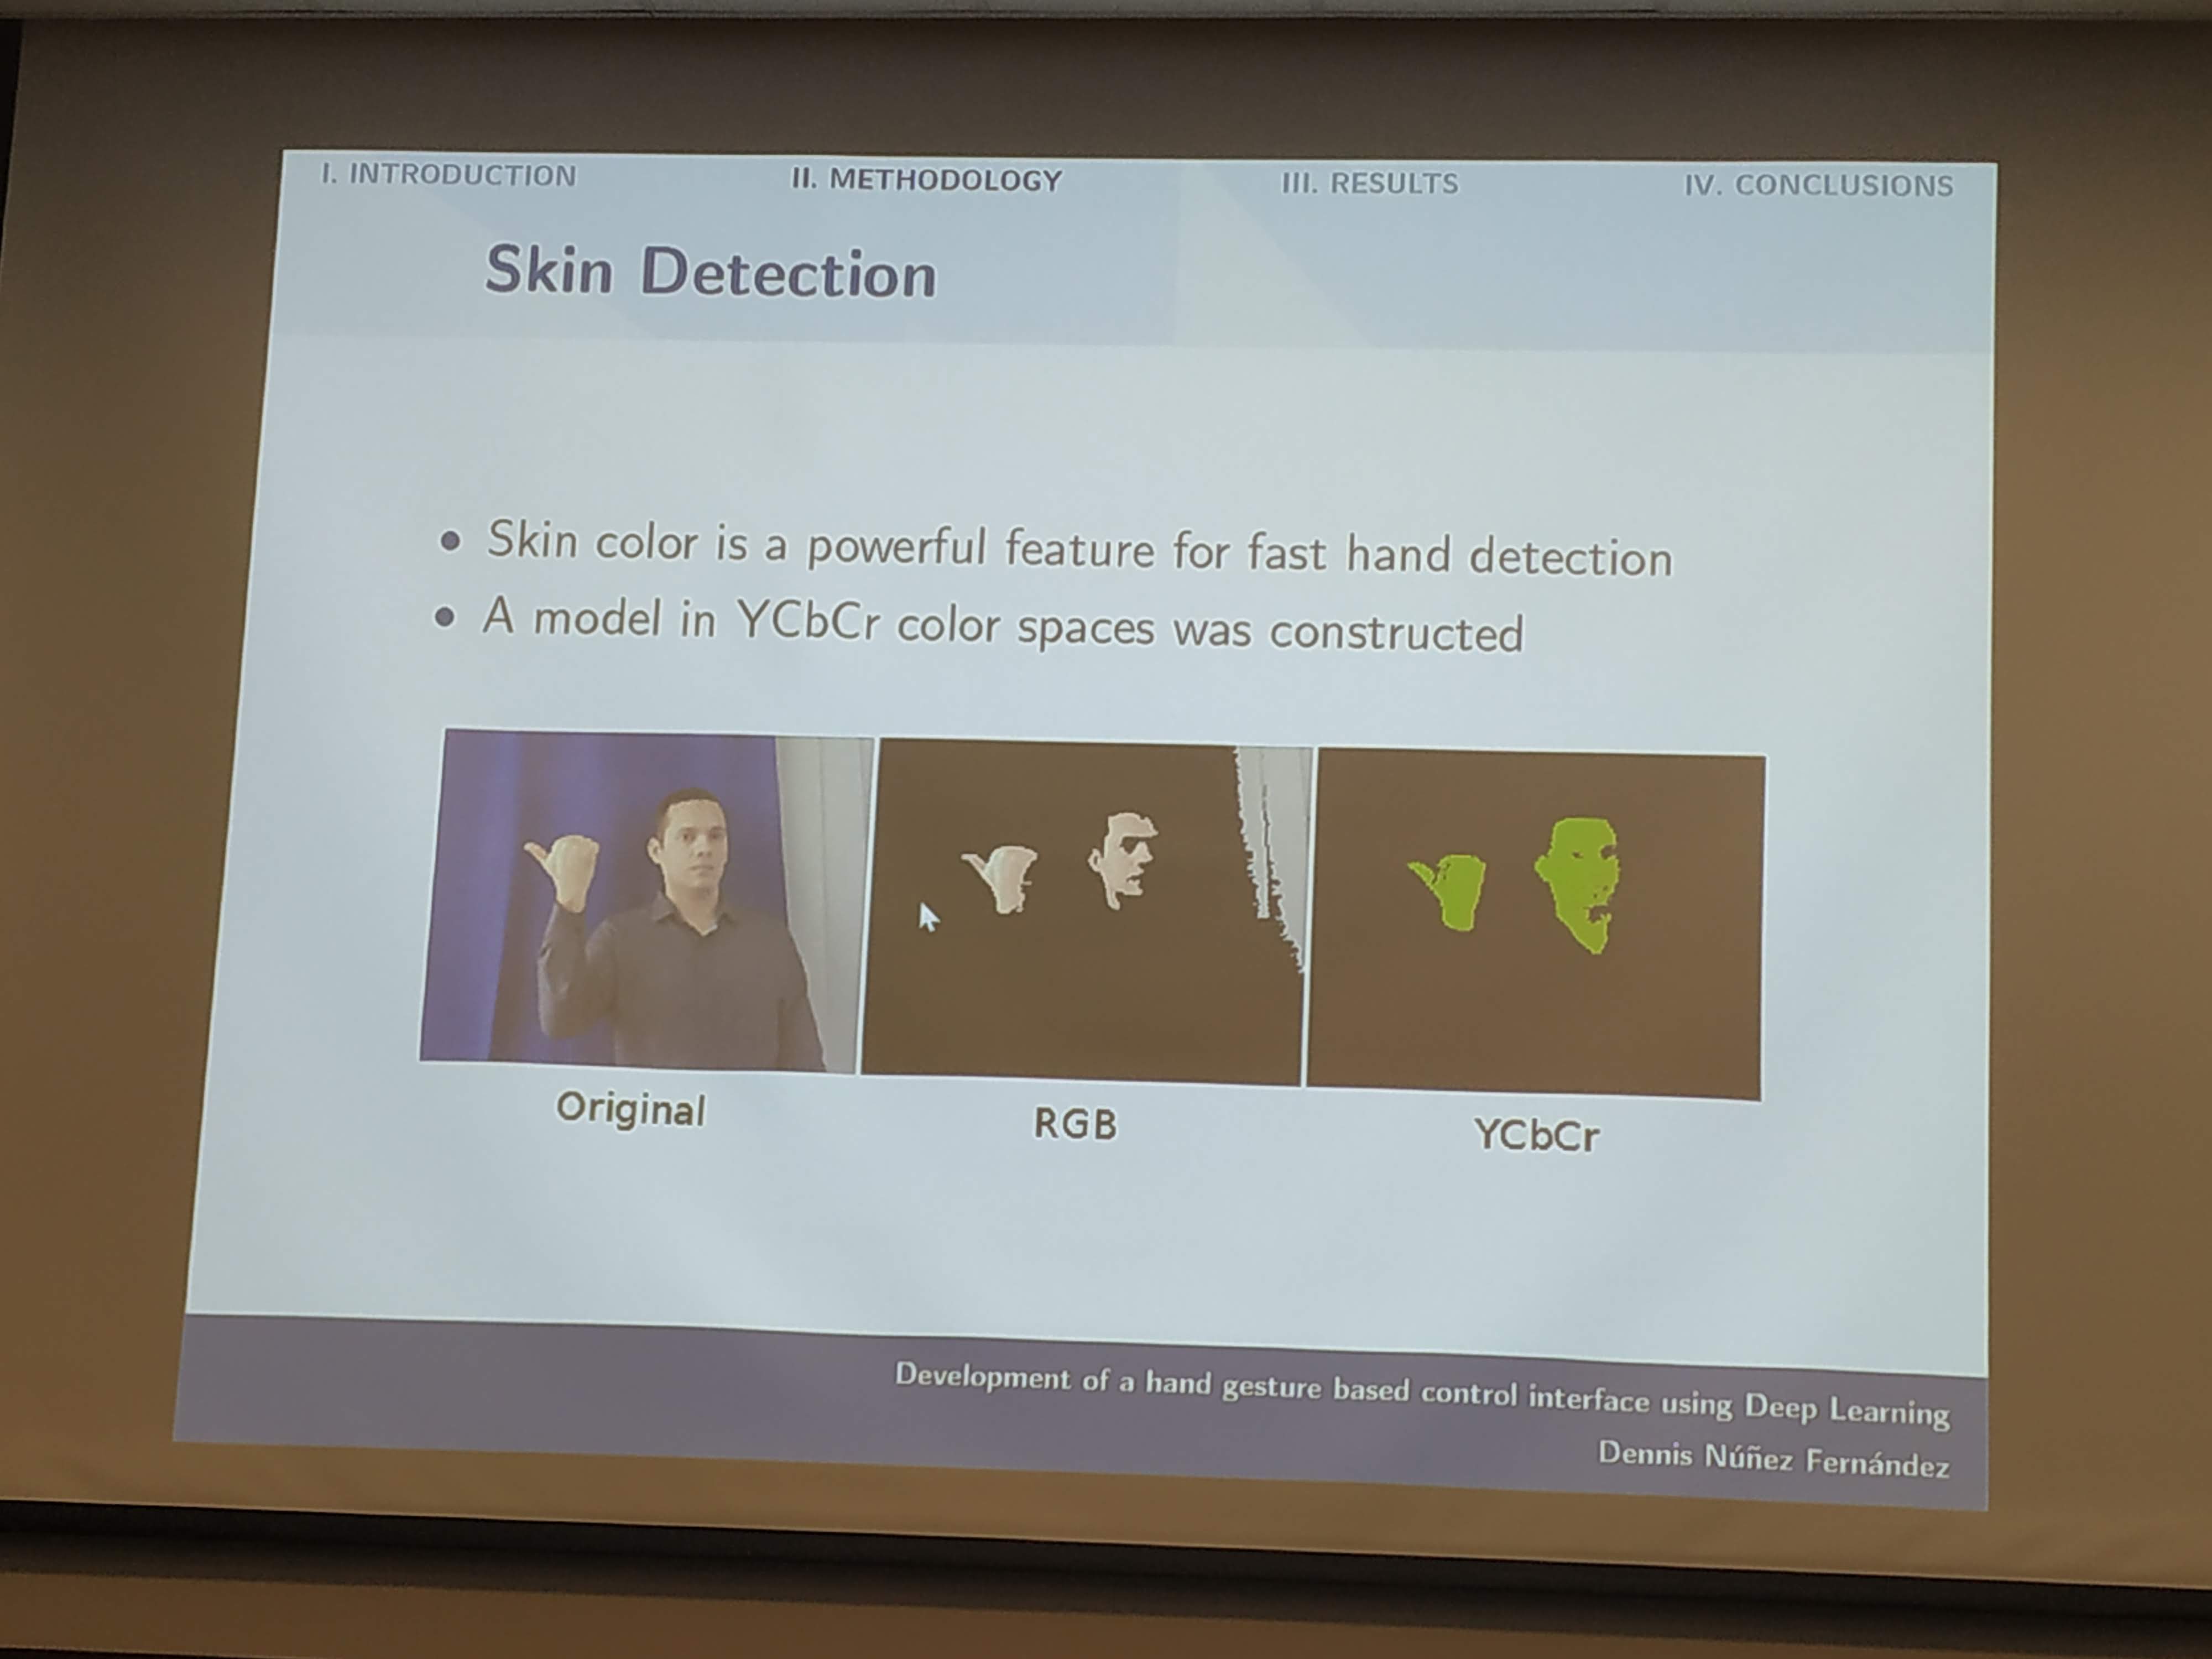 I. INTRODUCTION
II. METHODOLOGY
III. RESULTS
IV. CONCLUSIONS
Skin Detection
• Skin color is a powerful feature for fast hand detection
• A model in YCbCr color spaces was constructed
Original
RGB
YCbCr
Development of a hand gesture based control interface using Deep Learning
Dennis Núñez Fernández